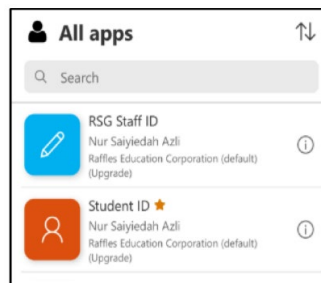 All apps
Search
RSG Staff ID
Nur Saiyiedah Azli
Raffles Education Corporation (default)
(Upgrade)
Student ID
Nur Saiyiedah Azli
Raffles Education Corporation (default)
(Upgrade)